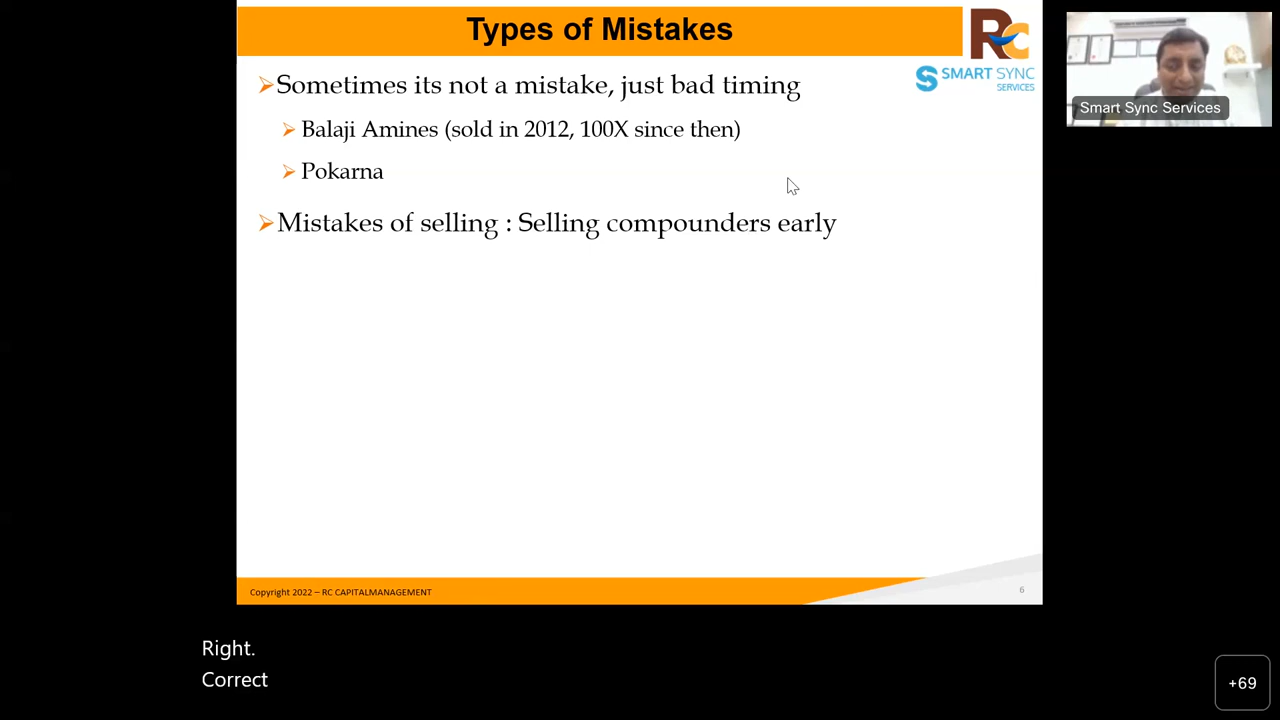 Types of Mistakes
RC
SMART SYNC
SERVICES
Sometimes its not a mistake, just bad timing
Balaji Amines (sold in 2012, 100X since then)
Pokarna
Mistakes of selling : Selling compounders early
Copyright 2022 – RC CAPITALMANAGEMENT
6
Smart Sync Services
Right.
Correct
+69